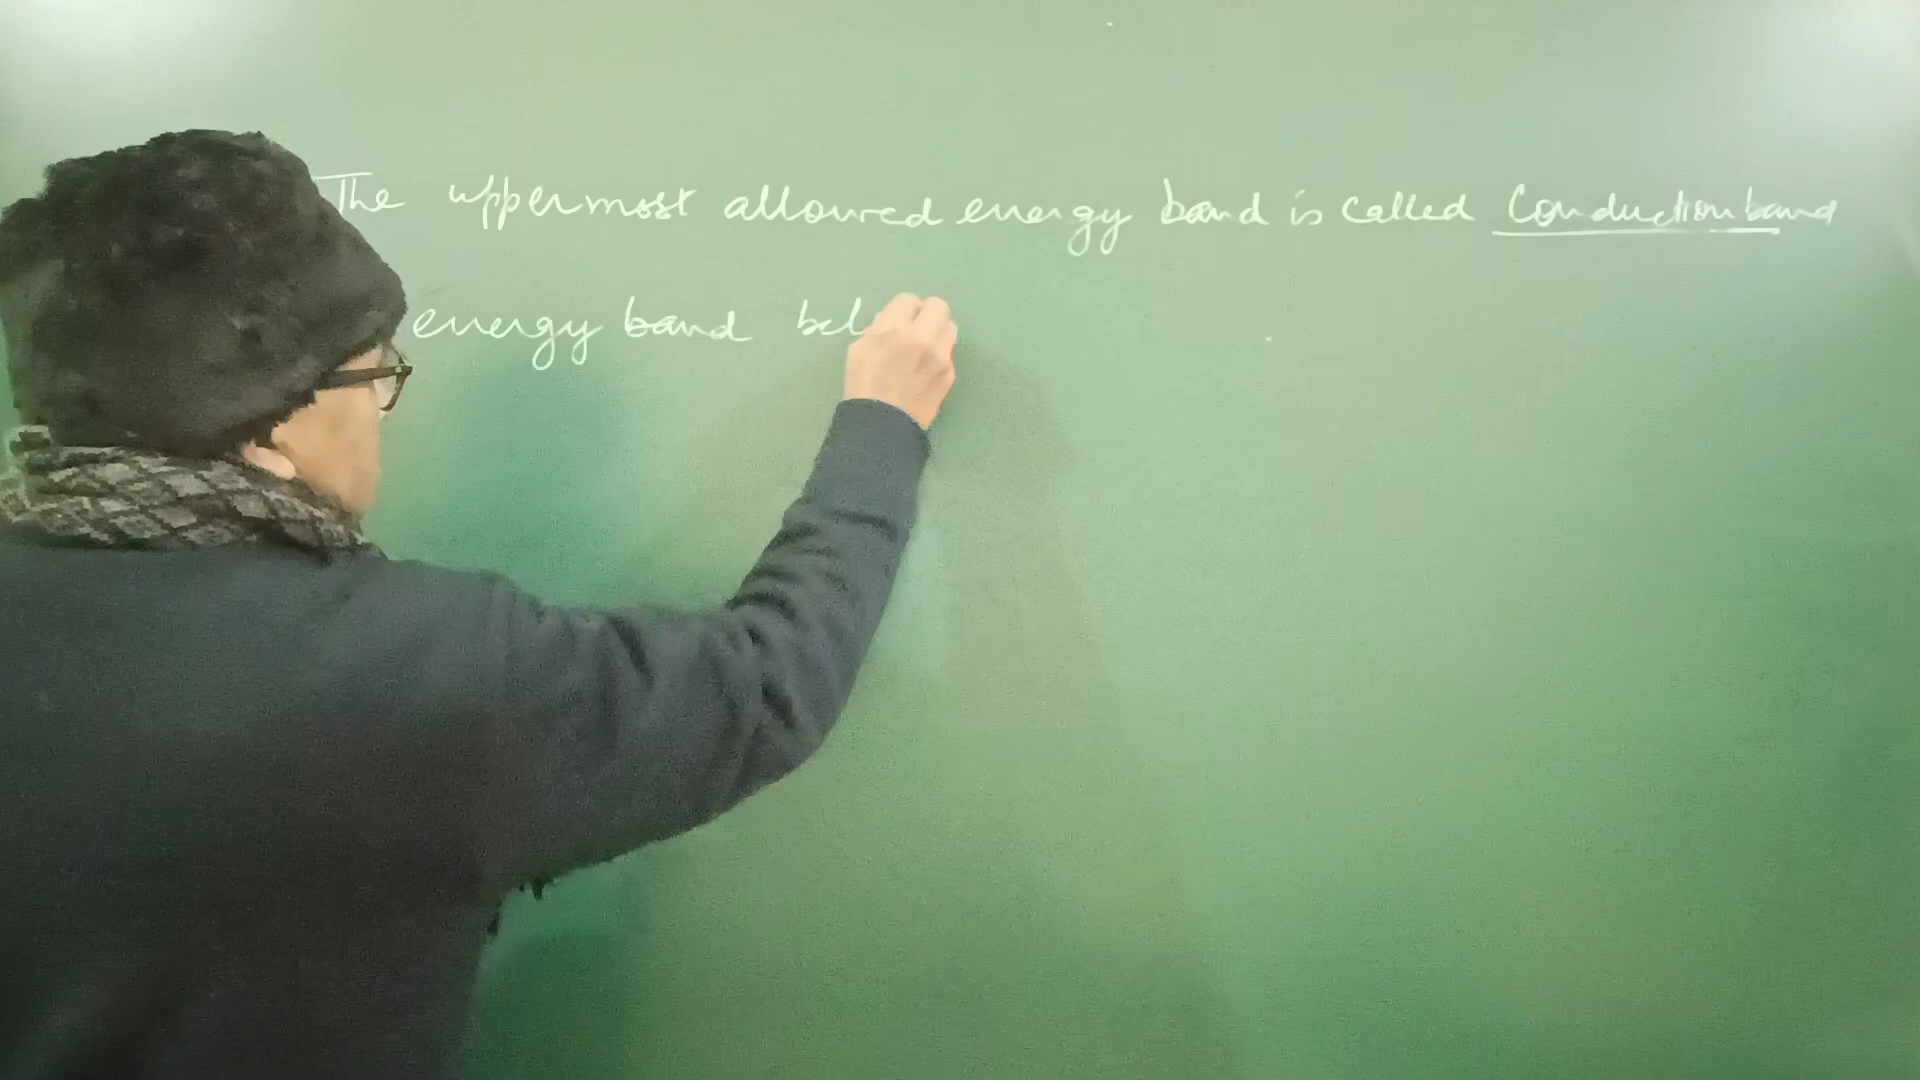 The uppermost allowed energy band is called Conduction band
energy band bel